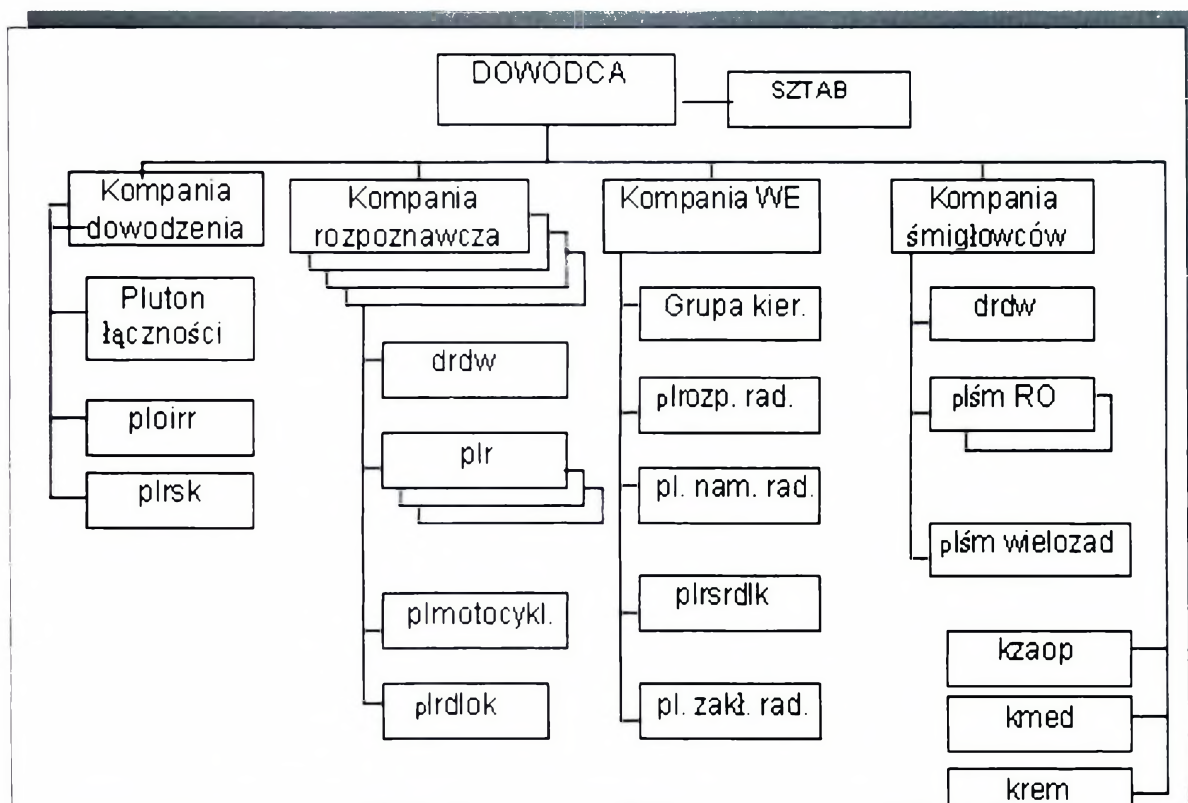 DOWODCA
SZTAB
Kompania
dowodzenia
Pluton
łączności
ploirr
plrsk
Kompania
rozpoznawcza
drdw
plr
plmotocykl.
plrdlok
Kompania WE
Grupa kier.
plrozp. rad.
pl. nam. rad.
plrsrdlk
pl. zakł. rad.
Kompania
śmigłowców
drdw
plśm RO
plśm wielozad
kzaop
kmed
krem